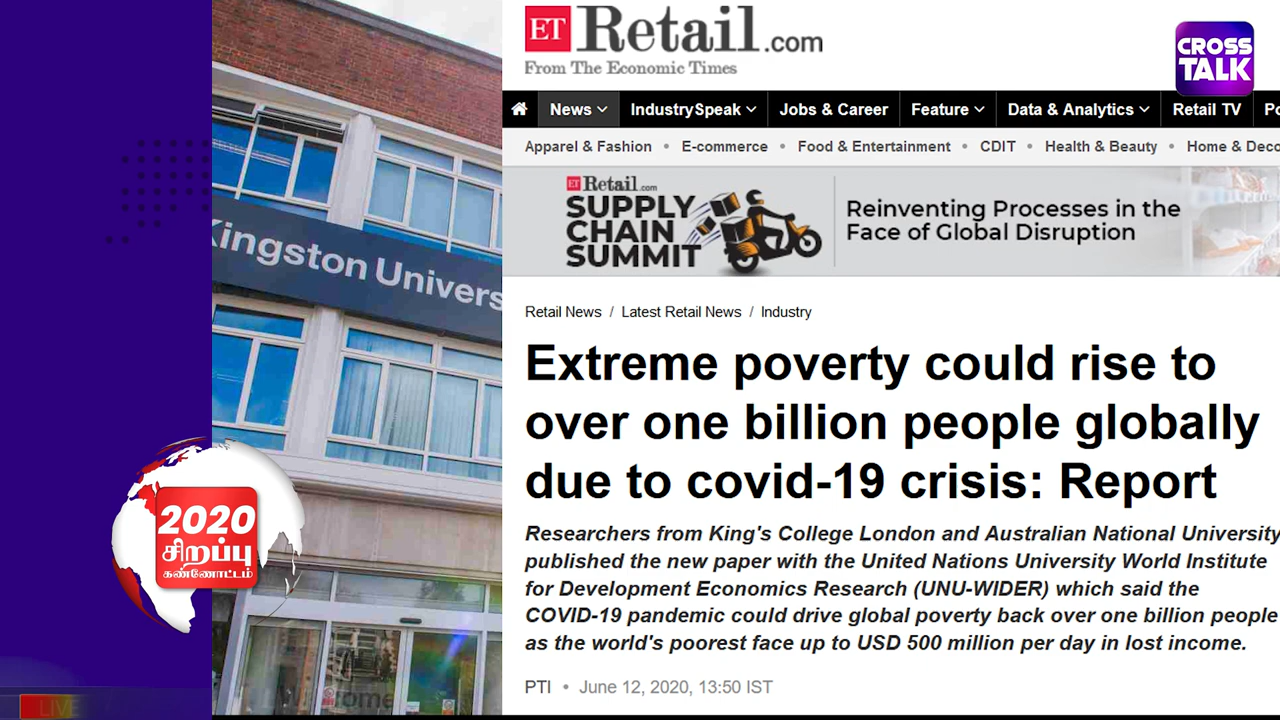 ET Retail.com
From The Economic Times
CROSS
TALK
News
IndustrySpeak
Jobs & Career
Feature
Data & Analytics
Retail TV
Apparel & Fashion • E-commerce • Food & Entertainment • CDIT • Health & Beauty • Home & Deco
ET Retail.com
SUPPLY
CHAIN
SUMMIT
Reinventing Processes in the
Face of Global Disruption
Kingston Univers
Retail News / Latest Retail News / Industry
Extreme poverty could rise to
over one billion people globally
due to covid-19 crisis: Report
Researchers from King's College London and Australian National University
published the new paper with the United Nations University World Institute
for Development Economics Research (UNU-WIDER) which said the
COVID-19 pandemic could drive global poverty back over one billion people
as the world's poorest face up to USD 500 million per day in lost income.
PTI • June 12, 2020, 13:50 IST
2020
சிறப்பு
கண்ணோட்டம்
LIVE